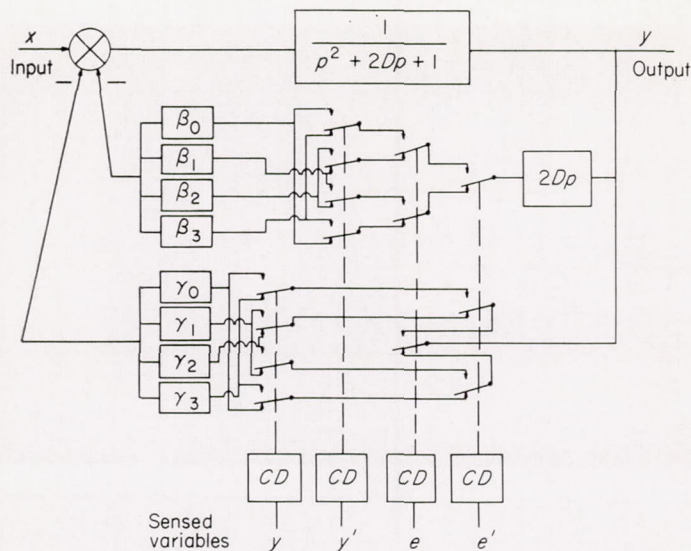 x
Input
1
p² + 2Dp + 1
y
Output
β₀
β₁
β₂
β₃
2Dp
γ₀
γ₁
γ₂
γ₃
CD CD CD CD
Sensed
variables y y′ e e′